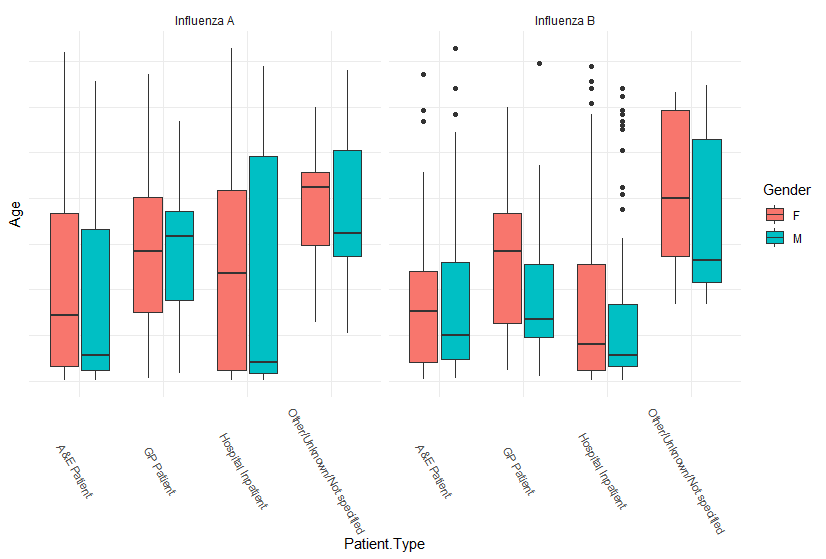 Influenza A
Influenza B
Age
Gender
F
M
A&E Patient
GP Patient
Hospital Inpatient
Other/Unknown/Not specified
A&E Patient
GP Patient
Hospital Inpatient
Other/Unknown/Not specified
Patient.Type